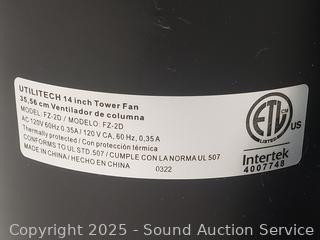 UTILITECH 14 inch Tower Fan
35,56 cm Ventilador de columna
MODEL: FZ-2D / MODELO: FZ-2D
AC 120V 60Hz 0.35A / 120 V CA, 60 Hz, 0,35 A
Thermally protected / Con protección térmica
CONFORMS TO UL STD.507 / CUMPLE CON LA NORMA UL 507
MADE IN CHINA / HECHO EN CHINA
0322
ETL
LISTED
US
Intertek
4007748
Copyright 2025 - Sound Auction Service